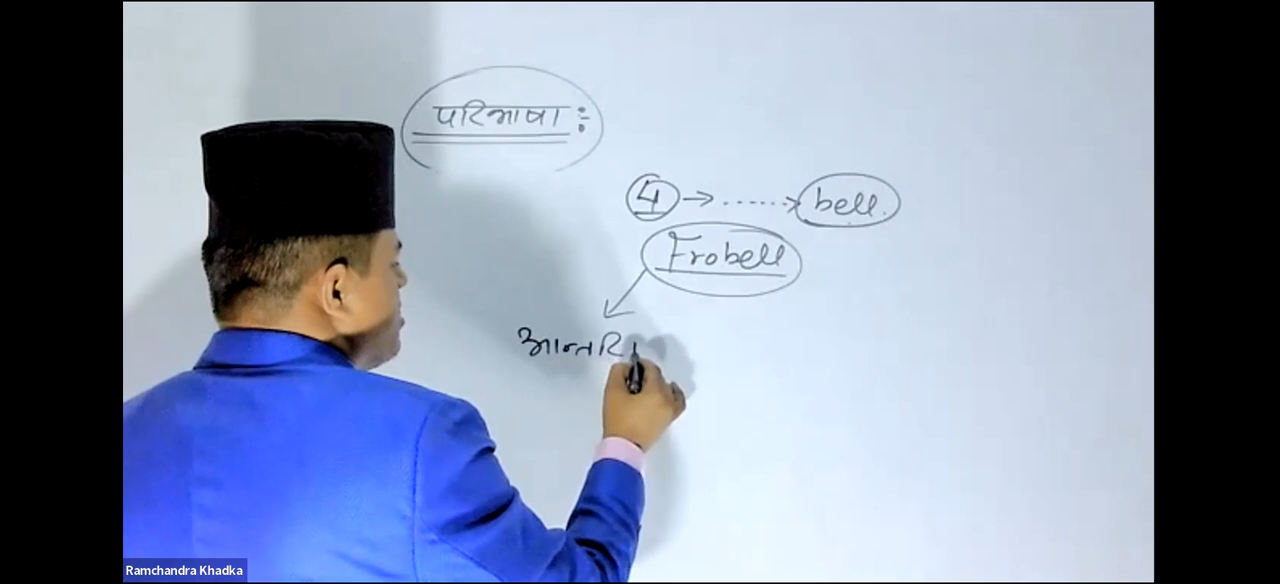 परिभाषा :-
4 → ------> bell.
Frobell
आन्तरि
Ramchandra Khadka